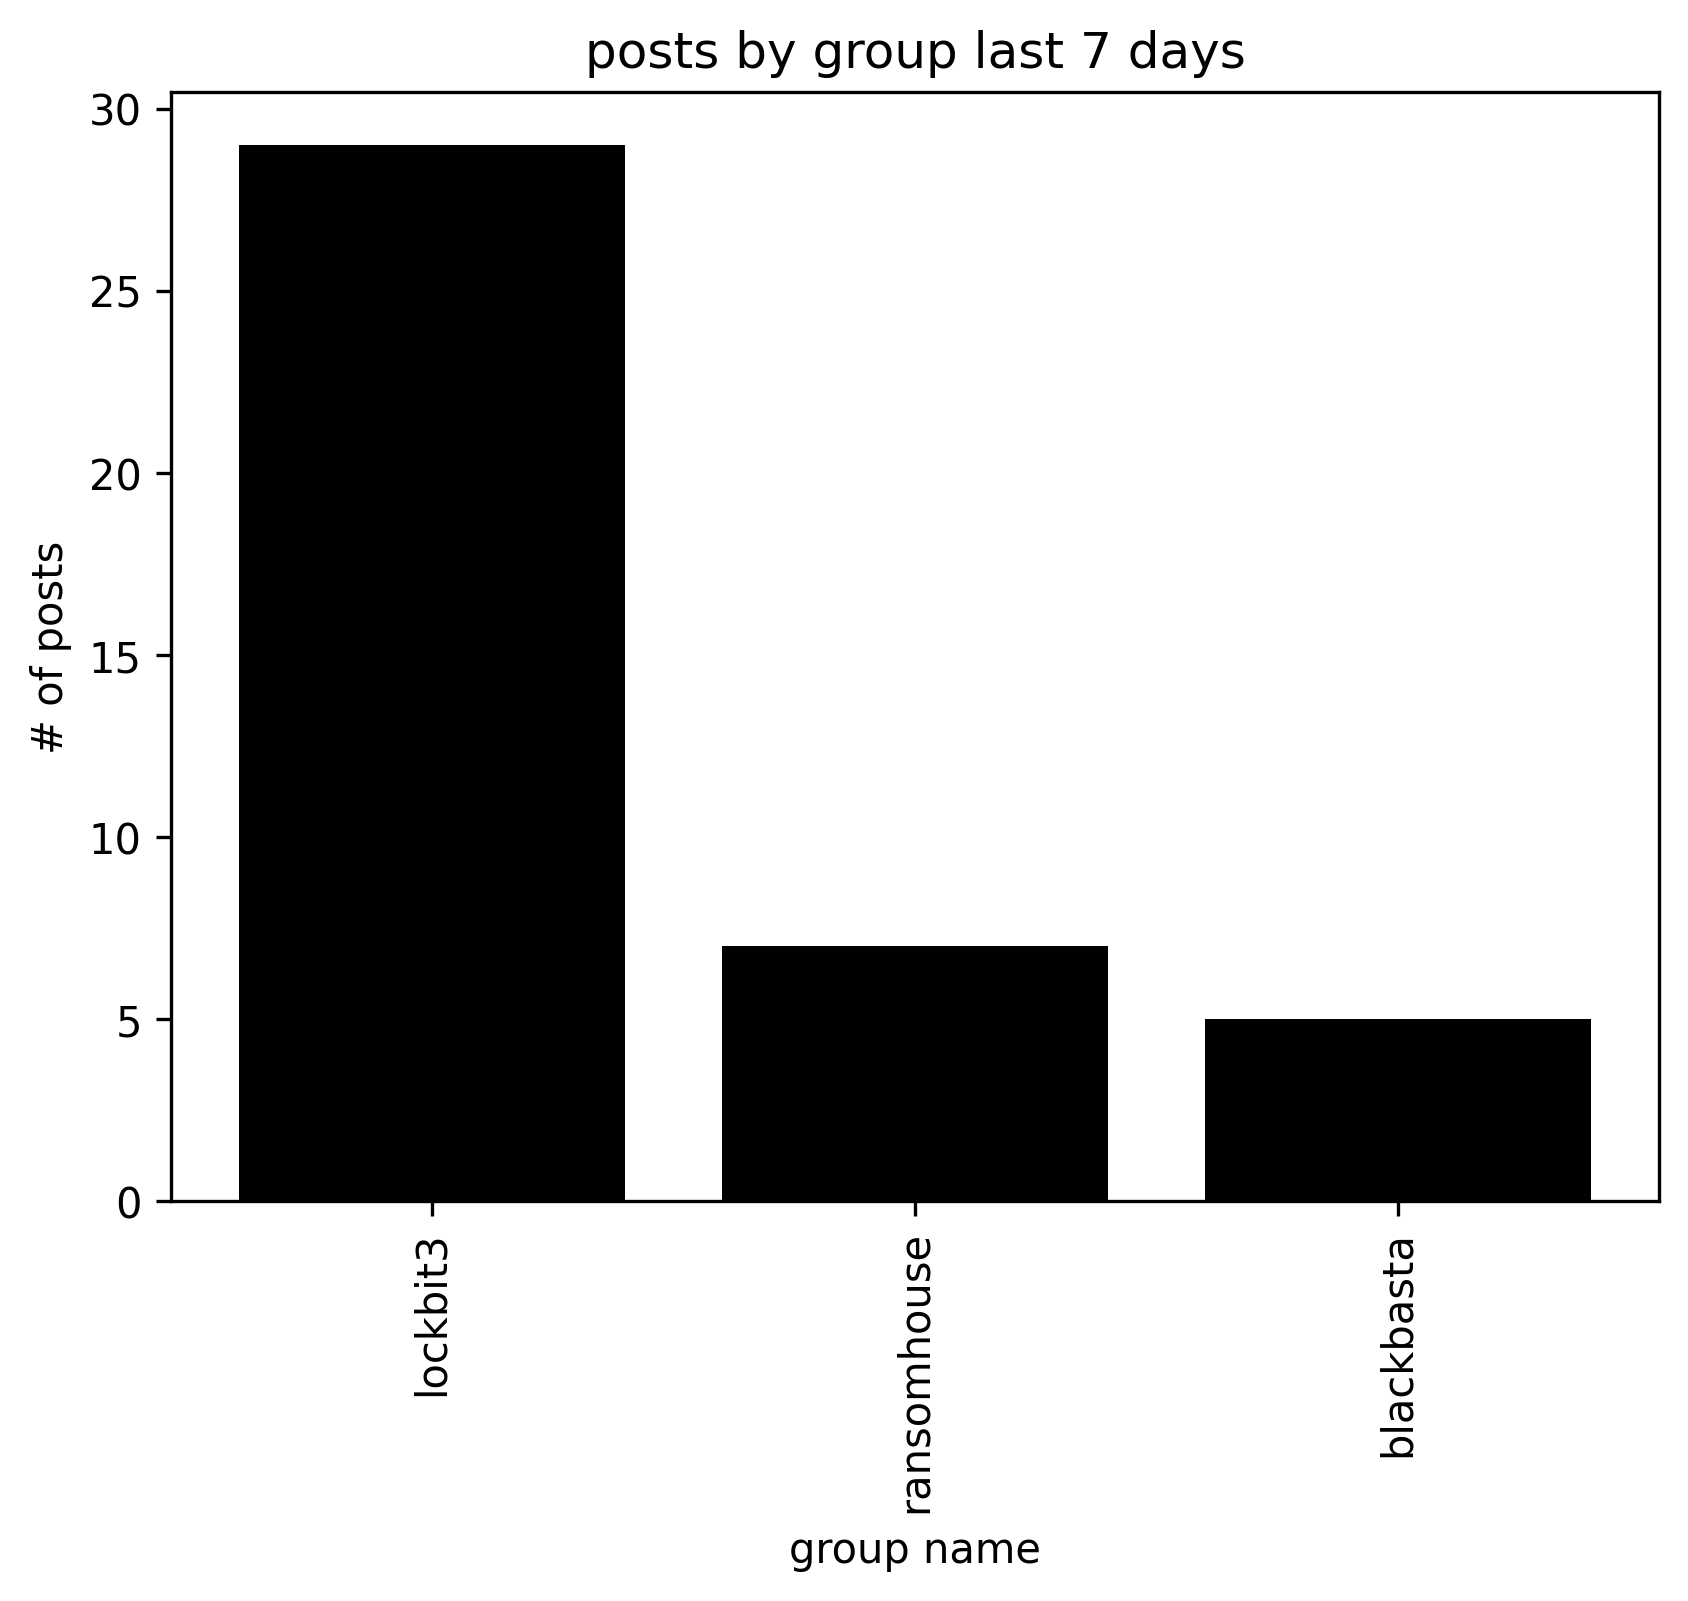 posts by group last 7 days
30
25
20
15
10
5
0
# of posts
lockbit3
ransomhouse
blackbasta
group name